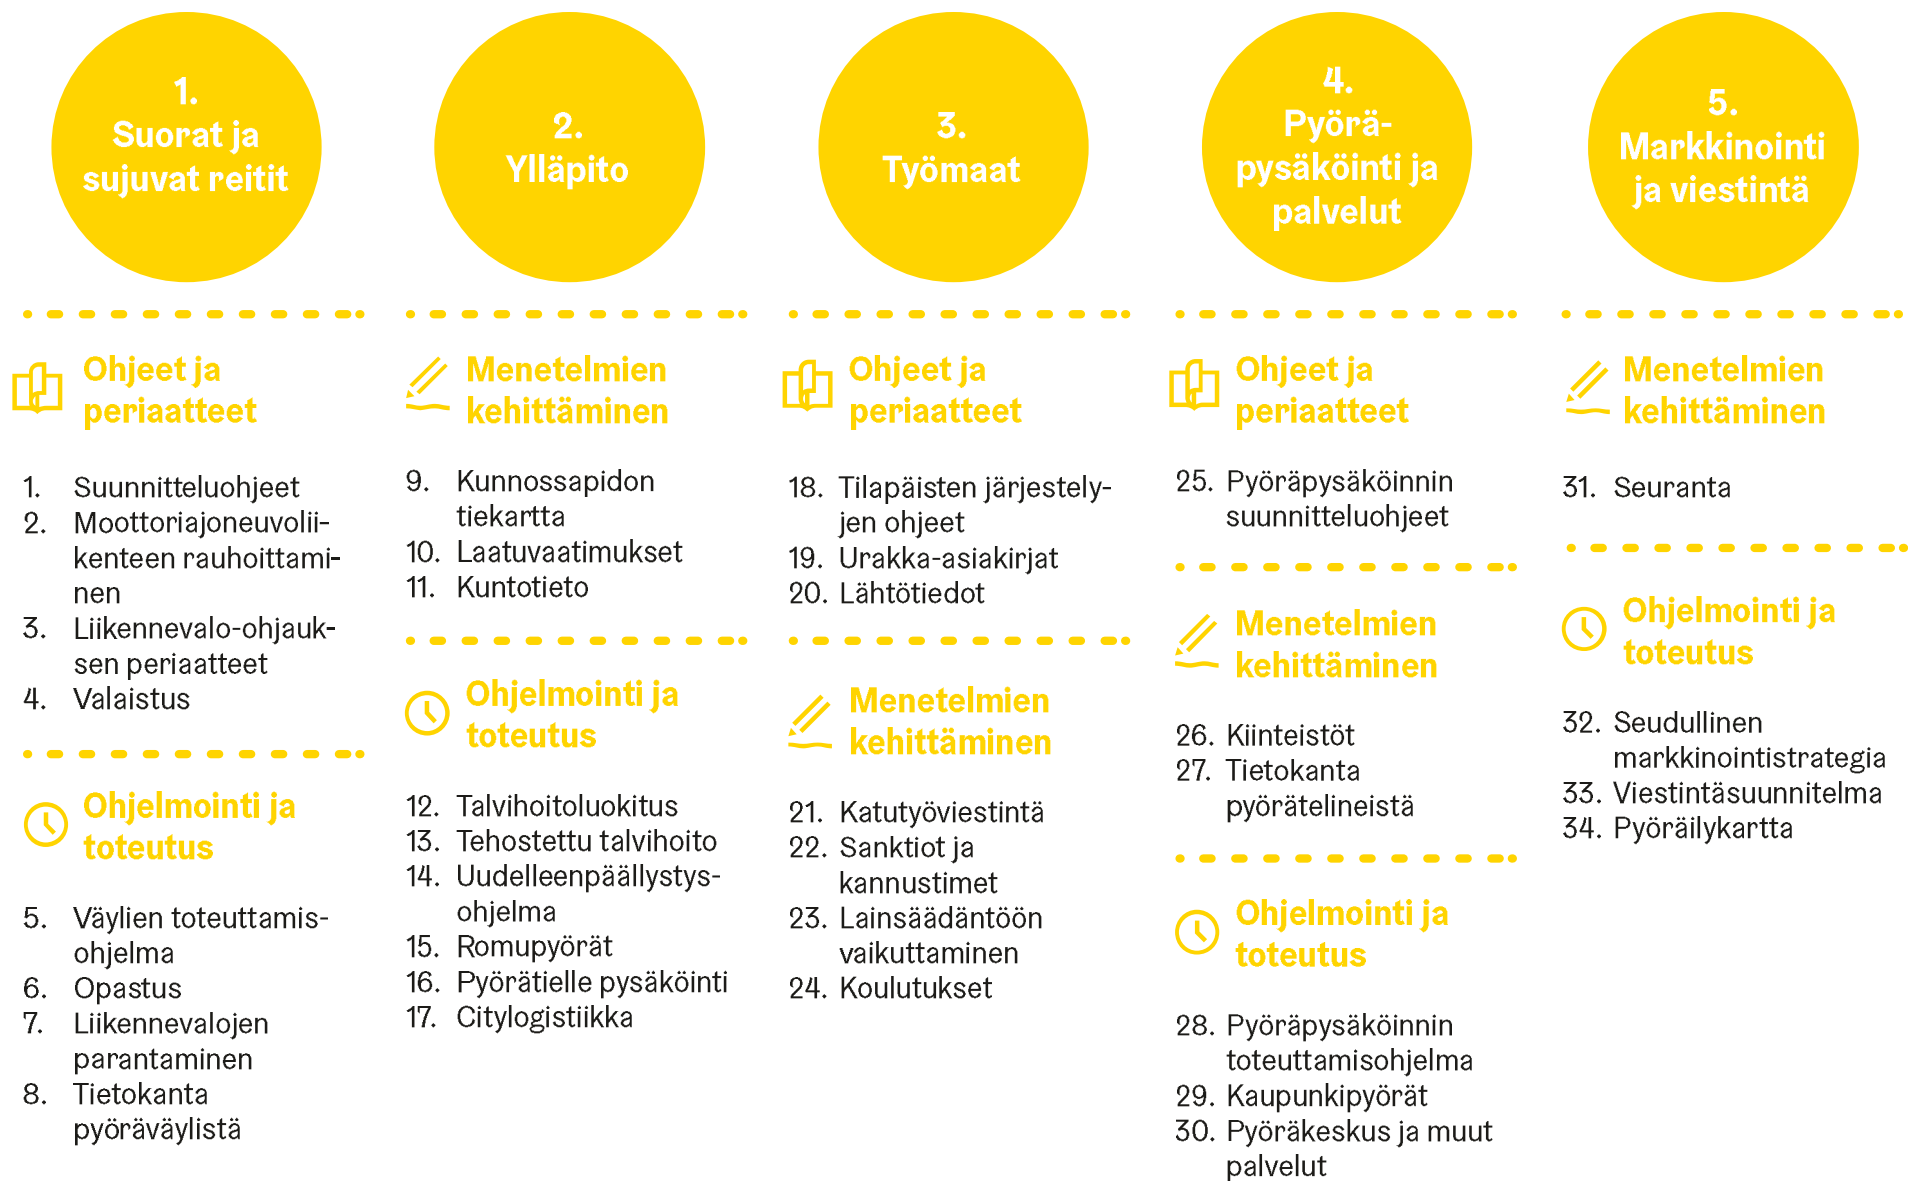 1.
Suorat ja
sujuvat reitit
Ohjeet ja
periaatteet
1. Suunnitteluohjeet
2. Moottoriajoneuvolii-
kenteen rauhoittami-
nen
3. Liikennevalo-ohjauk-
sen periaatteet
4. Valaistus
Ohjelmointi ja
toteutus
5. Väylien toteuttamis-
ohjelma
6. Opastus
7. Liikennevalojen
parantaminen
8. Tietokanta
pyöräväylistä
2.
Ylläpito
Menetelmien
kehittäminen
9. Kunnossapidon
tiekartta
10. Laatuvaatimukset
11. Kuntotieto
Ohjelmointi ja
toteutus
12. Talvihoitoluokitus
13. Tehostettu talvihoito
14. Uudelleenpäällystys-
ohjelma
15. Romupyörät
16. Pyörätielle pysäköinti
17. Citylogistiikka
3.
Työmaat
Ohjeet ja
periaatteet
18. Tilapäisten järjestely-
jen ohjeet
19. Urakka-asiakirjat
20. Lähtötiedot
Menetelmien
kehittäminen
21. Katutyöviestintä
22. Sanktiot ja
kannustimet
23. Lainsäädäntöön
vaikuttaminen
24. Koulutukset
4.
Pyörä-
pysäköinti ja
palvelut
Ohjeet ja
periaatteet
25. Pyöräpysäköinnin
suunnitteluohjeet
Menetelmien
kehittäminen
26. Kiinteistöt
27. Tietokanta
pyörätelineistä
Ohjelmointi ja
toteutus
28. Pyöräpysäköinnin
toteuttamisohjelma
29. Kaupunkipyörät
30. Pyöräkeskus ja muut
palvelut
5.
Markkinointi
ja viestintä
Menetelmien
kehittäminen
31. Seuranta
Ohjelmointi ja
toteutus
32. Seudullinen
markkinointistrategia
33. Viestintäsuunnitelma
34. Pyöräilykartta